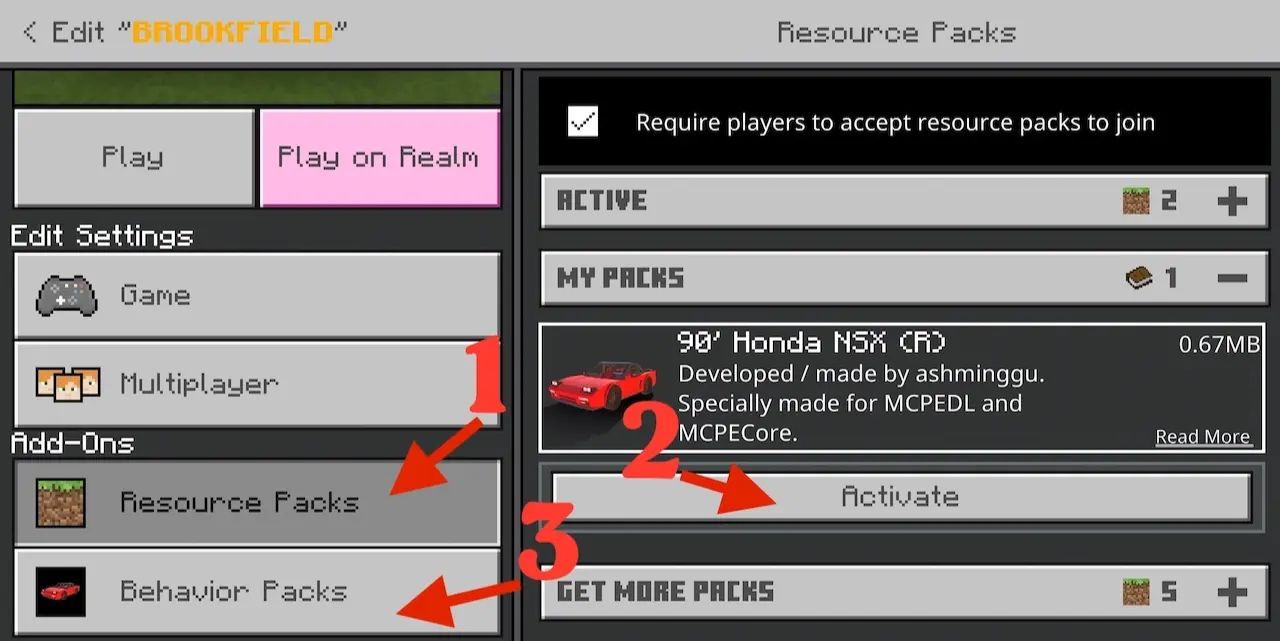 Edit "BROOKFIELD"
Resource Packs
Play
Play on Realm
Edit Settings
Game
Multiplayer
Add-Ons
Resource Packs
Behavior Packs
Require players to accept resource packs to join
ACTIVE 2
MY PACKS 1
90' Honda NSX (R) 0.67MB
Developed / made by ashminggu.
Specially made for MCPEDL and
MCPECore.
Read More
Activate
GET MORE PACKS 5
1
2
3